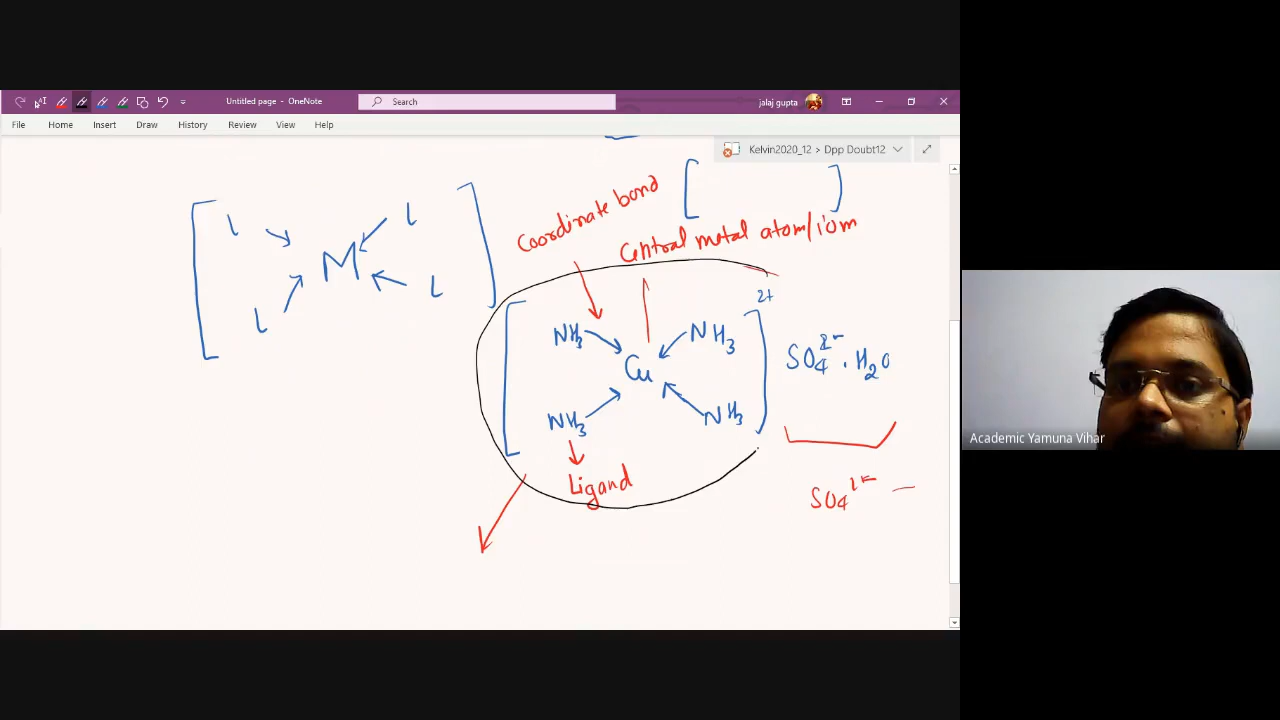 Untitled page - OneNote
Search
jalaj gupta
File Home Insert Draw History Review View Help
Kelvin2020_12 > Dpp Doubt12
Coordinate bond
Central metal atom/ium
L L
M
L L
2+
NH3 NH3
Cu
SO4 2- . H2O
NH3 NH3
Ligand
SO4 2- —
Academic Yamuna Vihar